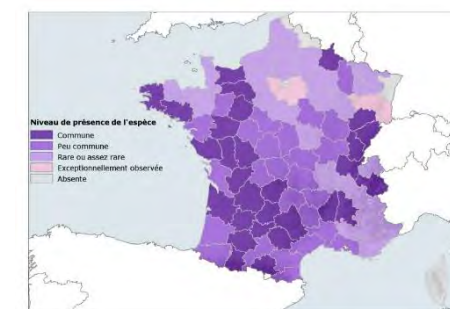 Niveau de présence de l'espèce
Commune
Peu commune
Rare ou assez rare
Exceptionnellement observée
Absente